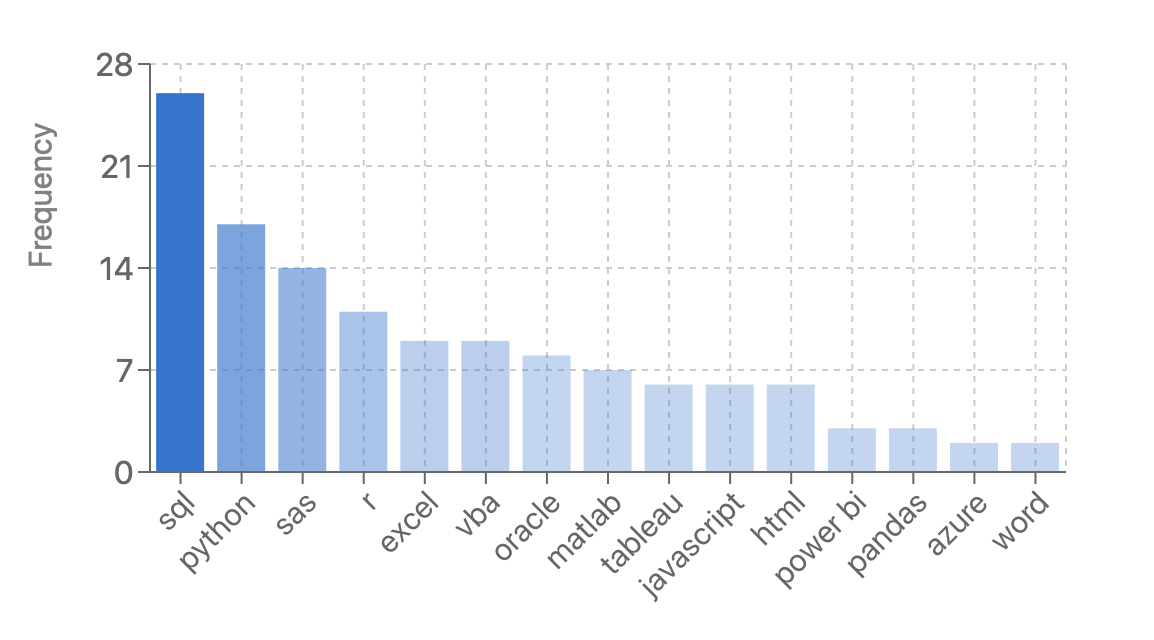 Frequency
28
21
14
7
0
sql
python
sas
r
excel
vba
oracle
matlab
tableau
javascript
html
power bi
pandas
azure
word